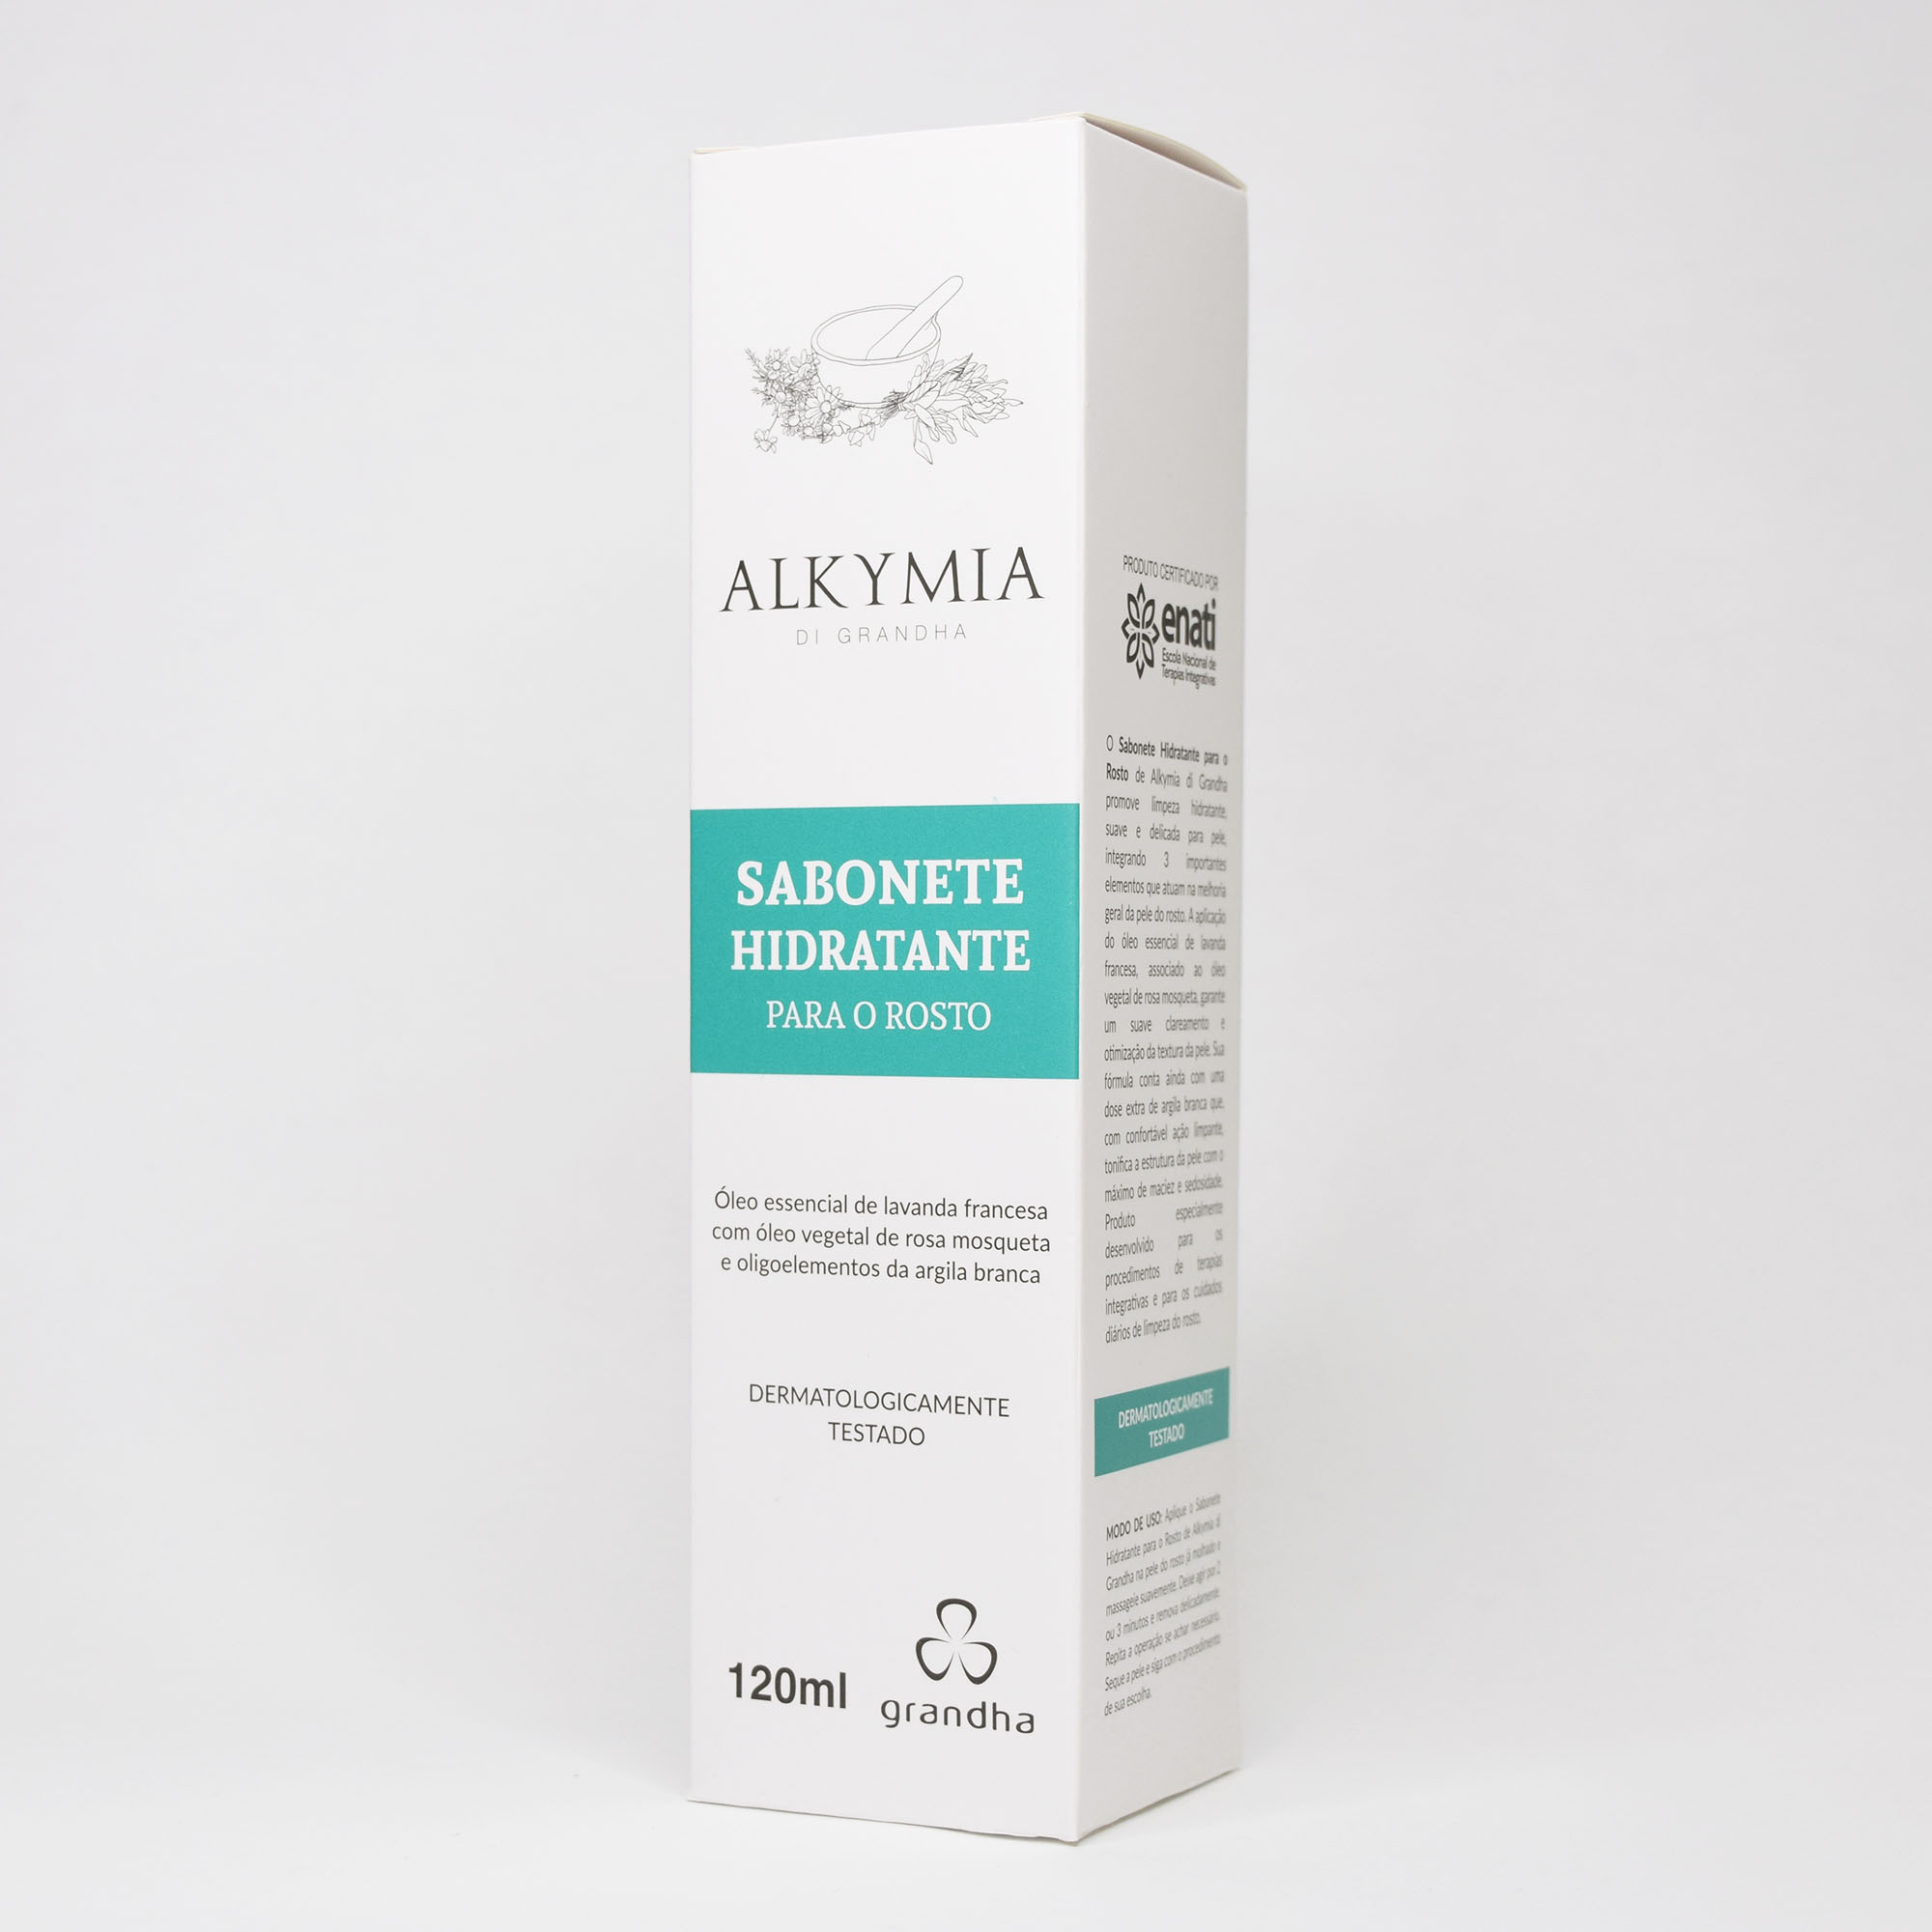 ALKYMIA
DI GRANDHA
SABONETE
HIDRATANTE
PARA O ROSTO
Óleo essencial de lavanda francesa
com óleo vegetal de rosa mosqueta
e oligoelementos da argila branca
DERMATOLOGICAMENTE
TESTADO
120ml
grandha
PRODUTO CERTIFICADO POR
enati
Escola Nacional de
Terapias Integrativas
O Sabonete Hidratante para o
Rosto de Alkymia di Grandha
promove limpeza hidratante,
suave e delicada para pele,
integrando 3 importantes
elementos que atuam na melhoria
geral da pele do rosto. A aplicação
do óleo essencial de lavanda
francesa, associado ao óleo
vegetal de rosa mosqueta, garante
um suave clareamento e
otimização da textura da pele. Sua
fórmula conta ainda com uma
dose extra de argila branca que,
com confortável ação limpante,
tonifica a estrutura da pele com o
máximo de maciez e sedosidade.
Produto especialmente
desenvolvido para os
procedimentos de terapias
integrativas e para os cuidados
diários de limpeza do rosto.
DERMATOLOGICAMENTE
TESTADO
MODO DE USO: Aplique o Sabonete
Hidratante para o Rosto de Alkymia di
Grandha na pele do rosto já molhado e
massageie suavemente. Deixe agir por 2
ou 3 minutos e remova delicadamente.
Repita a operação se achar necessário.
Seque a pele e siga com o procedimento
de sua escolha.